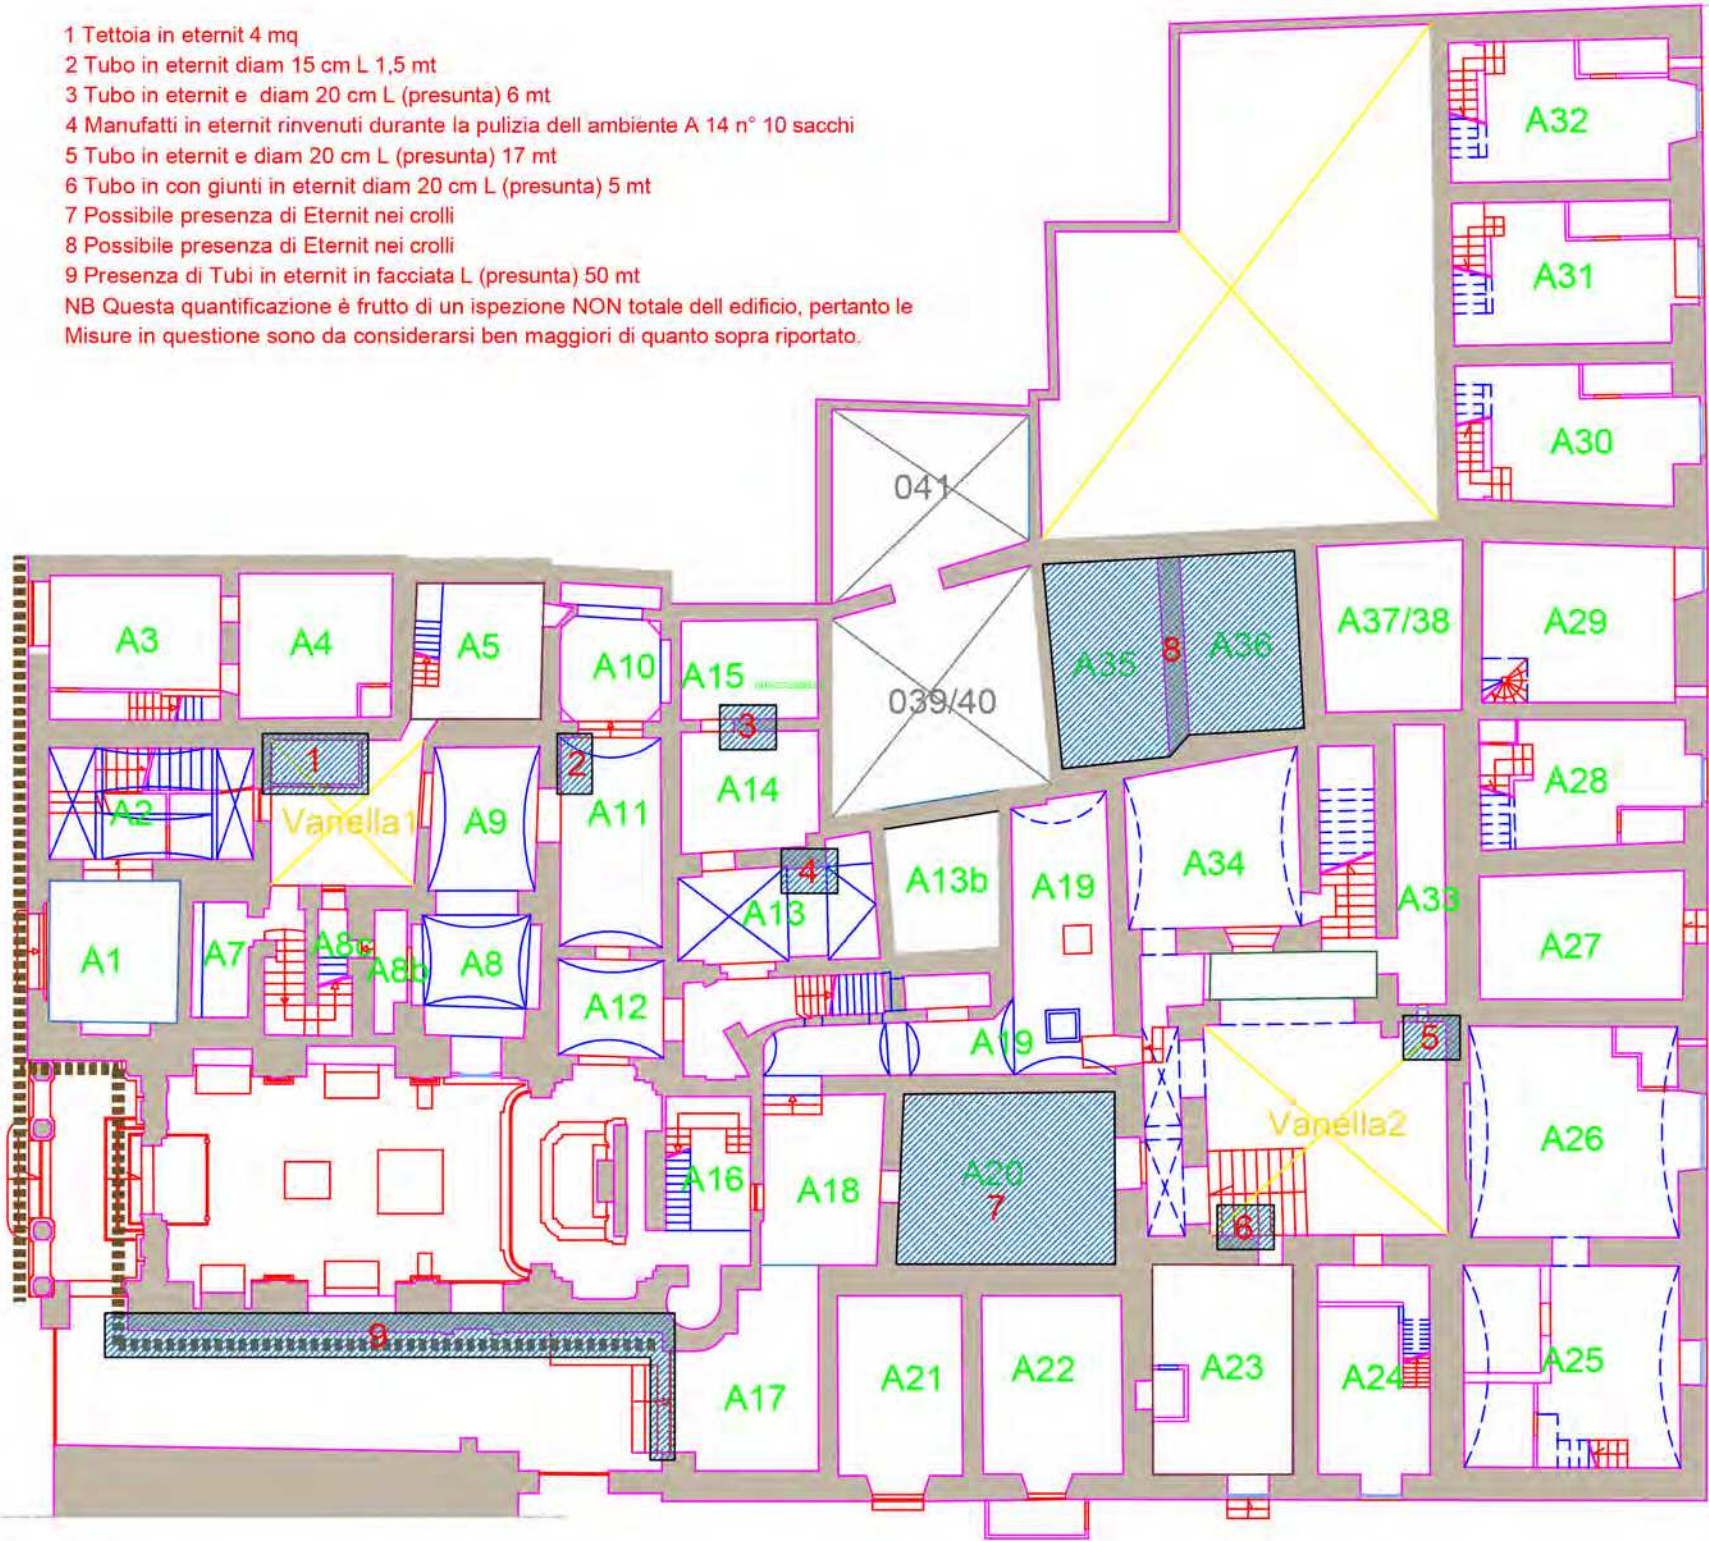 1 Tettoia in eternit 4 mq
2 Tubo in eternit diam 15 cm L 1,5 mt
3 Tubo in eternit e diam 20 cm L (presunta) 6 mt
4 Manufatti in eternit rinvenuti durante la pulizia dell ambiente A 14 n° 10 sacchi
5 Tubo in eternit e diam 20 cm L (presunta) 17 mt
6 Tubo in con giunti in eternit diam 20 cm L (presunta) 5 mt
7 Possibile presenza di Eternit nei crolli
8 Possibile presenza di Eternit nei crolli
9 Presenza di Tubi in eternit in facciata L (presunta) 50 mt
NB Questa quantificazione è frutto di un ispezione NON totale dell edificio, pertanto le
Misure in questione sono da considerarsi ben maggiori di quanto sopra riportato.
A32
A31
A30
041
A3
A4
A5
A10
A15
039/40
A35
8
A36
A37/38
A29
1
2
3
A2
Vanella1
A9
A11
A14
A28
4
A13
A13b
A19
A34
A33
A1
A7
A8c
A8b
A8
A12
A27
A19
5
Vanella2
A26
A16
A18
A20
7
6
9
A17
A21
A22
A23
A24
A25